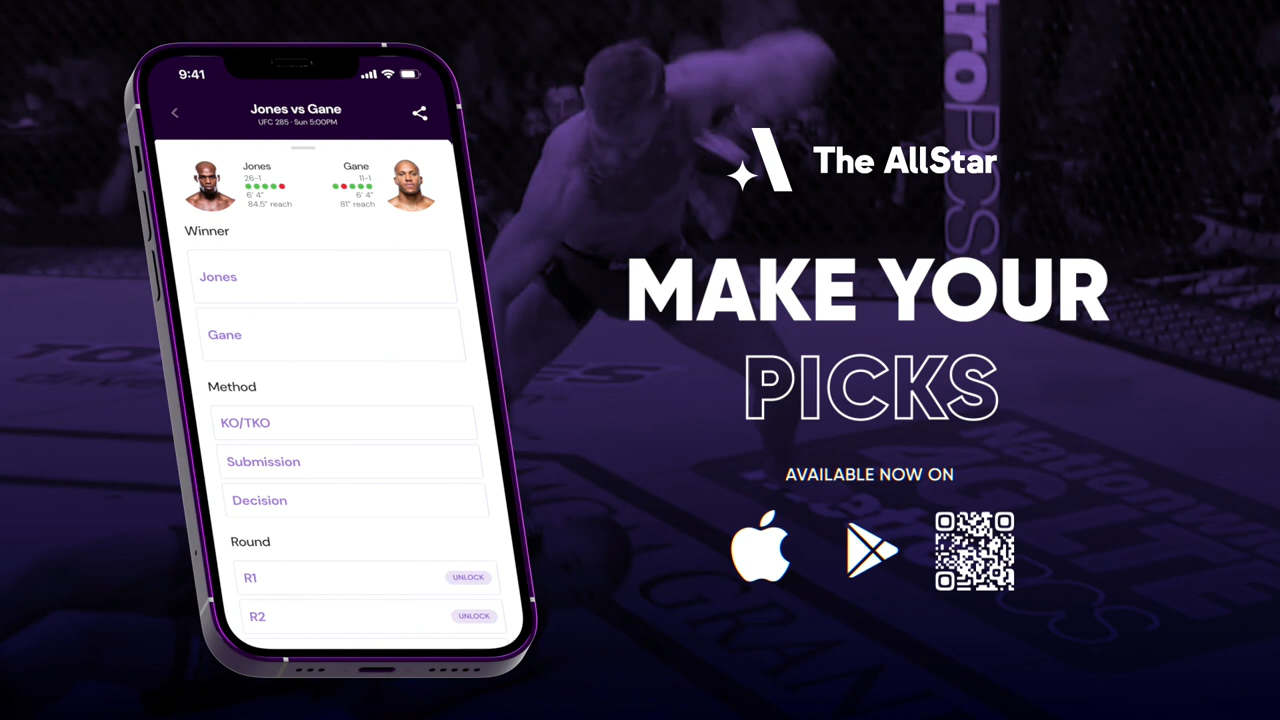 9:41
Jones vs Gane
UFC 285 · Sun 5:00PM
Jones
26-1
6' 4"
84.5" reach
Gane
11-1
6' 4"
81" reach
Winner
Jones
Gane
Method
KO/TKO
Submission
Decision
Round
R1
UNLOCK
R2
UNLOCK
The AllStar
MAKE YOUR
PICKS
AVAILABLE NOW ON